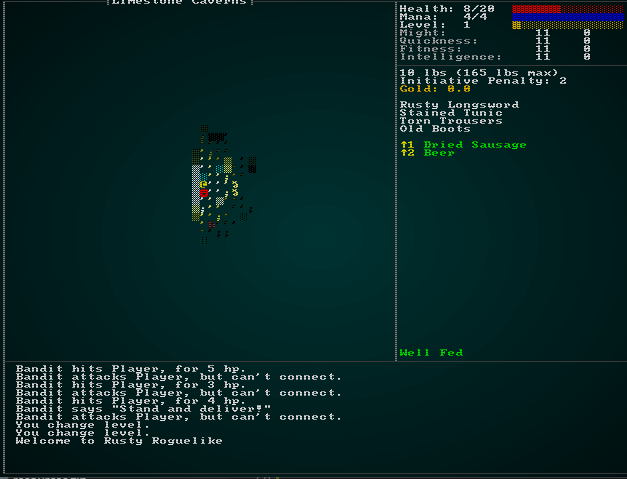 Limestone Caverns
Health: 8/20
Mana: 4/4
Level: 1
Might: 11 0
Quickness: 11 0
Fitness: 11 0
Intelligence: 11 0
10 lbs (165 lbs max)
Initiative Penalty: 2
Gold: 0.0
Rusty Longsword
Stained Tunic
Torn Trousers
Old Boots
↑1 Dried Sausage
↑2 Beer
Well Fed
Bandit hits Player, for 5 hp.
Bandit attacks Player, but can't connect.
Bandit hits Player, for 3 hp.
Bandit attacks Player, but can't connect.
Bandit hits Player, for 4 hp.
Bandit says "Stand and deliver!"
Bandit attacks Player, but can't connect.
You change level.
You change level.
Welcome to Rusty Roguelike